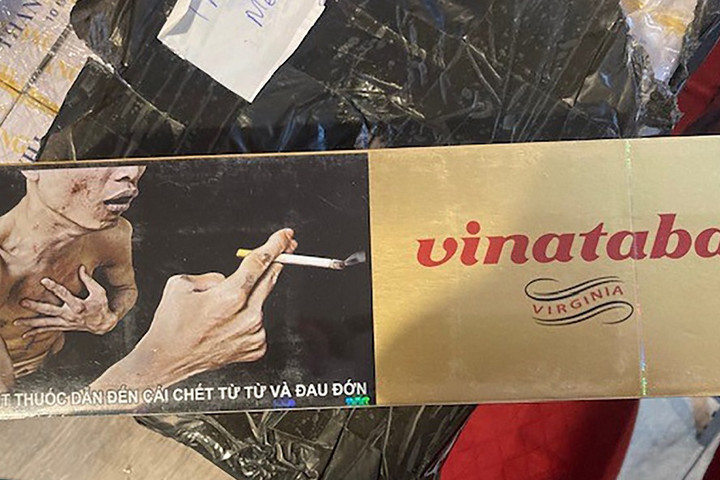 vinataba
VIRGINIA
T THUỐC DẪN ĐẾN CÁI CHẾT TỪ TỪ VÀ ĐAU ĐỚN